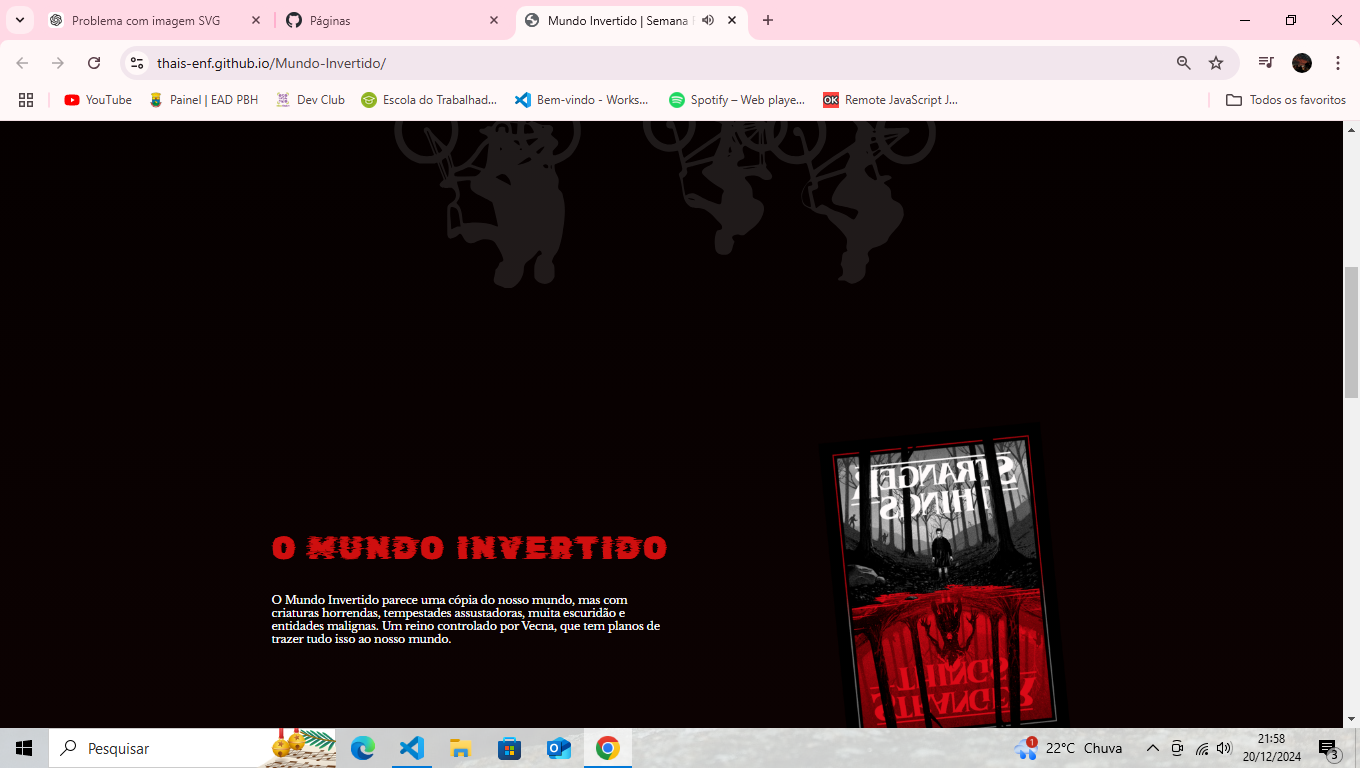 Problema com imagem SVG
Páginas
Mundo Invertido | Semana
thais-enf.github.io/Mundo-Invertido/
YouTube
Painel | EAD PBH
Dev Club
Escola do Trabalhad...
Bem-vindo - Works...
Spotify – Web playe...
OK
Remote JavaScript J...
Todos os favoritos
STRANGER
THINGS
O MUNDO INVERTIDO
O Mundo Invertido parece uma cópia do nosso mundo, mas com
criaturas horrendas, tempestades assustadoras, muita escuridão e
entidades malignas. Um reino controlado por Vecna, que tem planos de
trazer tudo isso ao nosso mundo.
THINGS
STRANGER
Pesquisar
1
22°C Chuva
21:58
20/12/2024
3